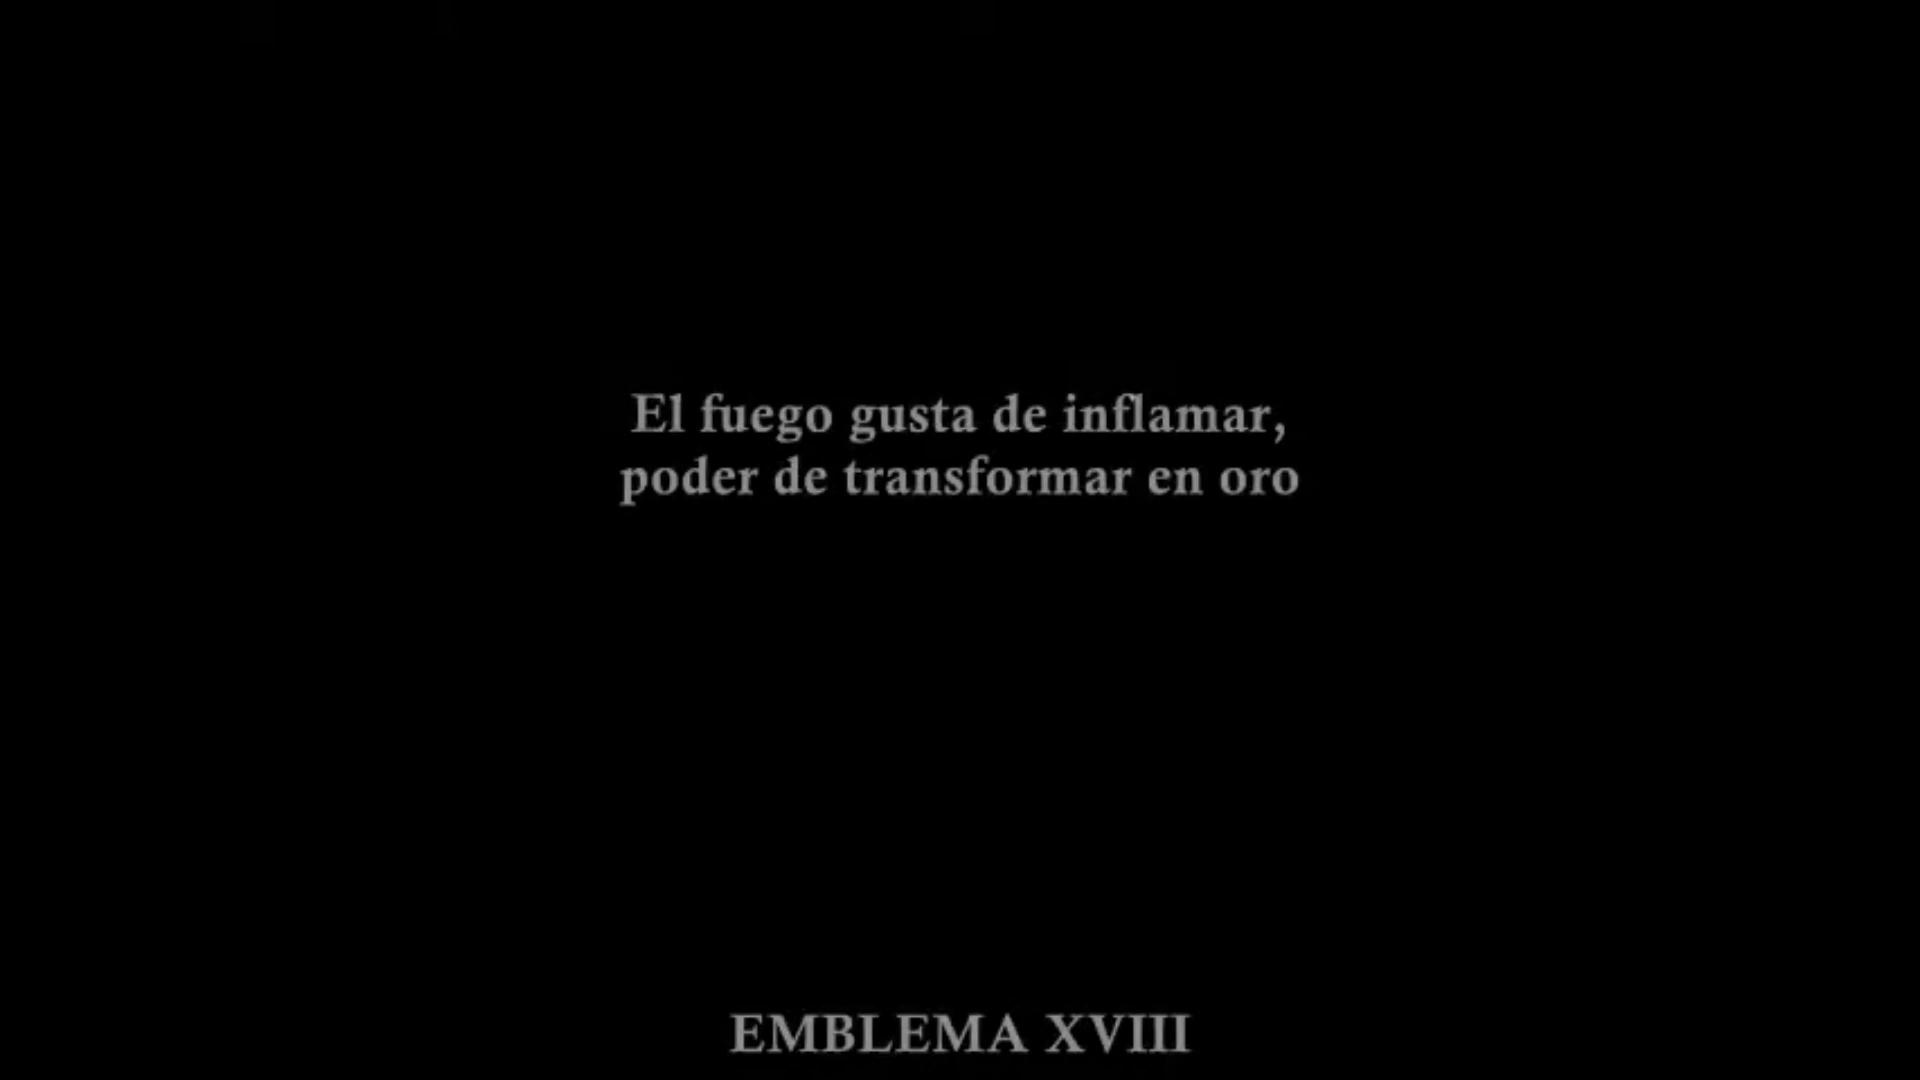 El fuego gusta de inflamar,
poder de transformar en oro
EMBLEMA XVIII